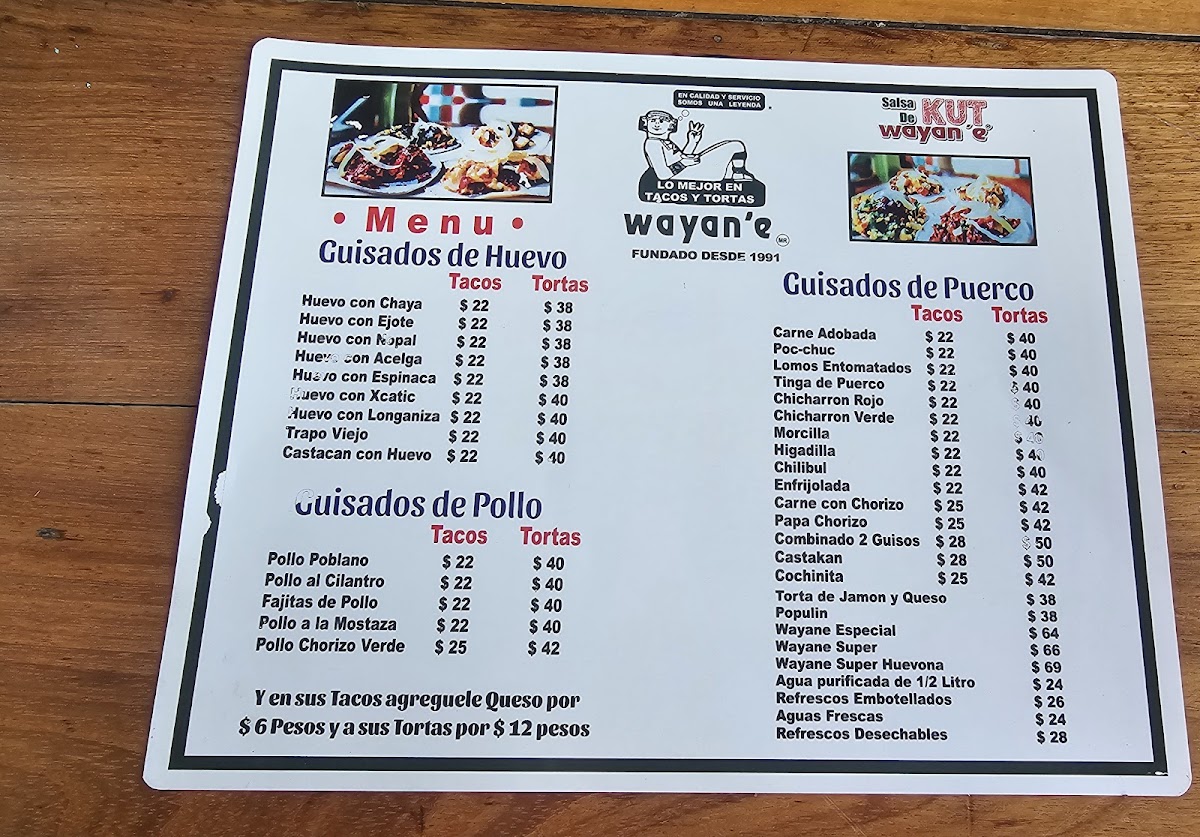 EN CALIDAD Y SERVICIO
SOMOS UNA LEYENDA
LO MEJOR EN
TACOS Y TORTAS
wayan'e MR
FUNDADO DESDE 1991
Salsa
De KUT
wayan'e
• Menu •
Guisados de Huevo
Tacos Tortas
Huevo con Chaya $ 22 $ 38
Huevo con Ejote $ 22 $ 38
Huevo con Nopal $ 22 $ 38
Huevo con Acelga $ 22 $ 38
Huevo con Espinaca $ 22 $ 38
Huevo con Xcatic $ 22 $ 40
Huevo con Longaniza $ 22 $ 40
Trapo Viejo $ 22 $ 40
Castacan con Huevo $ 22 $ 40
Guisados de Pollo
Tacos Tortas
Pollo Poblano $ 22 $ 40
Pollo al Cilantro $ 22 $ 40
Fajitas de Pollo $ 22 $ 40
Pollo a la Mostaza $ 22 $ 40
Pollo Chorizo Verde $ 25 $ 42
Y en sus Tacos agreguele Queso por
$ 6 Pesos y a sus Tortas por $ 12 pesos
Guisados de Puerco
Tacos Tortas
Carne Adobada $ 22 $ 40
Poc-chuc $ 22 $ 40
Lomos Entomatados $ 22 $ 40
Tinga de Puerco $ 22 $ 40
Chicharron Rojo $ 22 $ 40
Chicharron Verde $ 22 $ 40
Morcilla $ 22 $ 40
Higadilla $ 22 $ 40
Chilibul $ 22 $ 40
Enfrijolada $ 22 $ 42
Carne con Chorizo $ 25 $ 42
Papa Chorizo $ 25 $ 42
Combinado 2 Guisos $ 28 $ 50
Castakan $ 28 $ 50
Cochinita $ 25 $ 42
Torta de Jamon y Queso $ 38
Populin $ 38
Wayane Especial $ 64
Wayane Super $ 66
Wayane Super Huevona $ 69
Agua purificada de 1/2 Litro $ 24
Refrescos Embotellados $ 26
Aguas Frescas $ 24
Refrescos Desechables $ 28